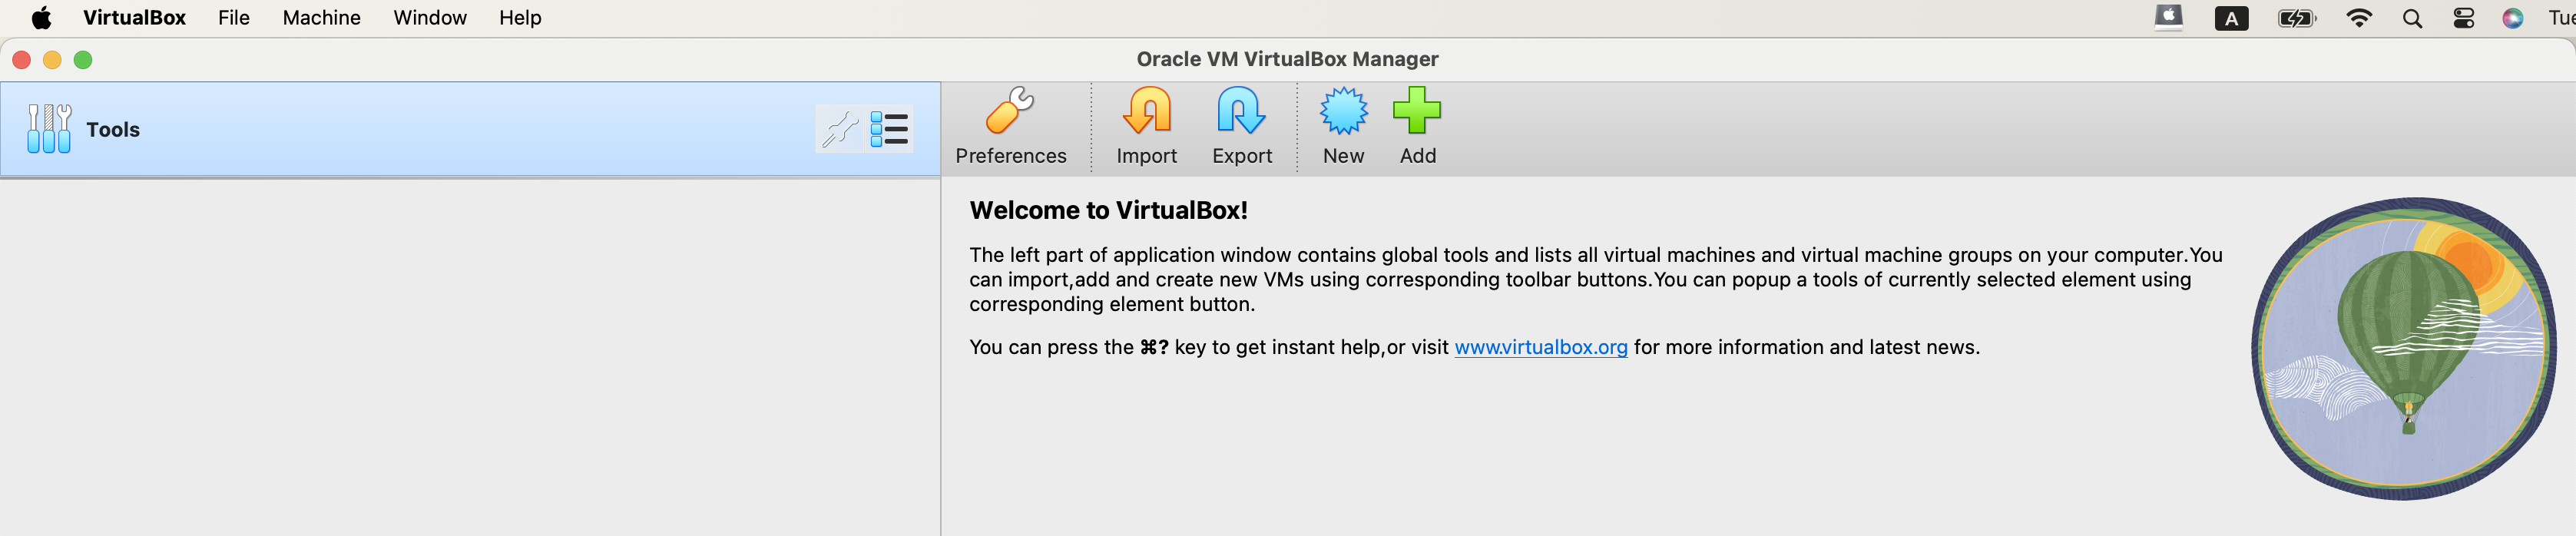 VirtualBox File Machine Window Help A Tue
Oracle VM VirtualBox Manager
Tools
Preferences Import Export New Add
Welcome to VirtualBox!
The left part of application window contains global tools and lists all virtual machines and virtual machine groups on your computer.You
can import,add and create new VMs using corresponding toolbar buttons.You can popup a tools of currently selected element using
corresponding element button.
You can press the ⌘? key to get instant help,or visit www.virtualbox.org for more information and latest news.